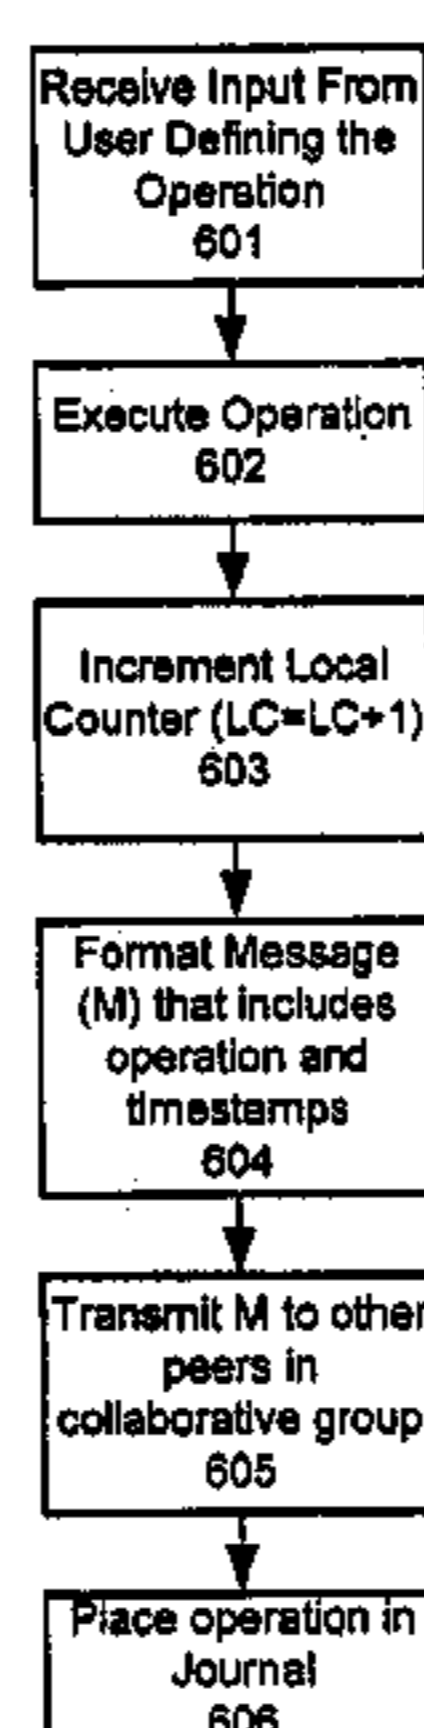 Receive Input From
User Defining the
Operation
601
Execute Operation
602
Increment Local
Counter (LC=LC+1)
603
Format Message
(M) that includes
operation and
timestamps
604
Transmit M to other
peers in
collaborative group
605
Place operation in
Journal
606